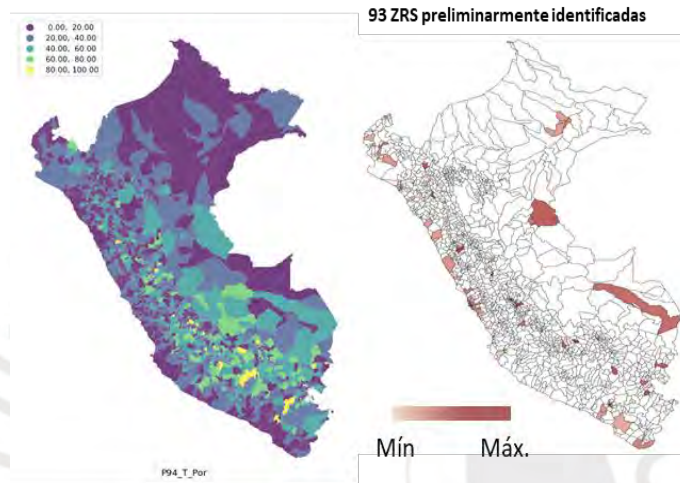 0.00, 20.00
20.00, 40.00
40.00, 60.00
60.00, 80.00
80.00, 100.00
P94_T_Por
93 ZRS preliminarmente identificadas
Mín Máx.